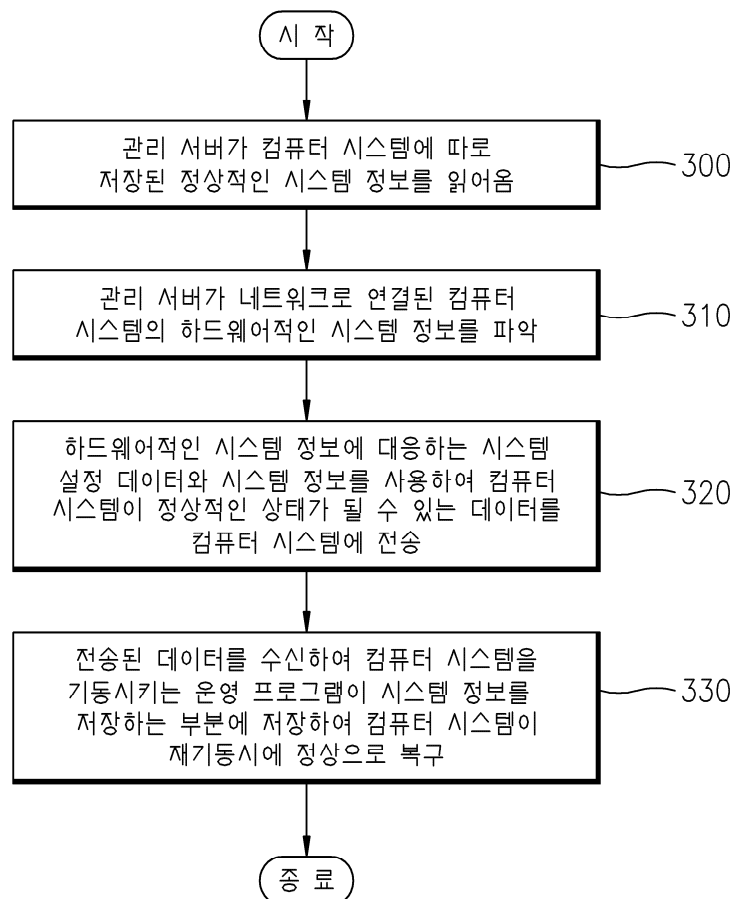 시 작
관리 서버가 컴퓨터 시스템에 따로
저장된 정상적인 시스템 정보를 읽어옴
300
관리 서버가 네트워크로 연결된 컴퓨터
시스템의 하드웨어적인 시스템 정보를 파악
310
하드웨어적인 시스템 정보에 대응하는 시스템
설정 데이터와 시스템 정보를 사용하여 컴퓨터
시스템이 정상적인 상태가 될 수 있는 데이터를
컴퓨터 시스템에 전송
320
전송된 데이터를 수신하여 컴퓨터 시스템을
기동시키는 운영 프로그램이 시스템 정보를
저장하는 부분에 저장하여 컴퓨터 시스템이
재기동시에 정상으로 복구
330
종 료